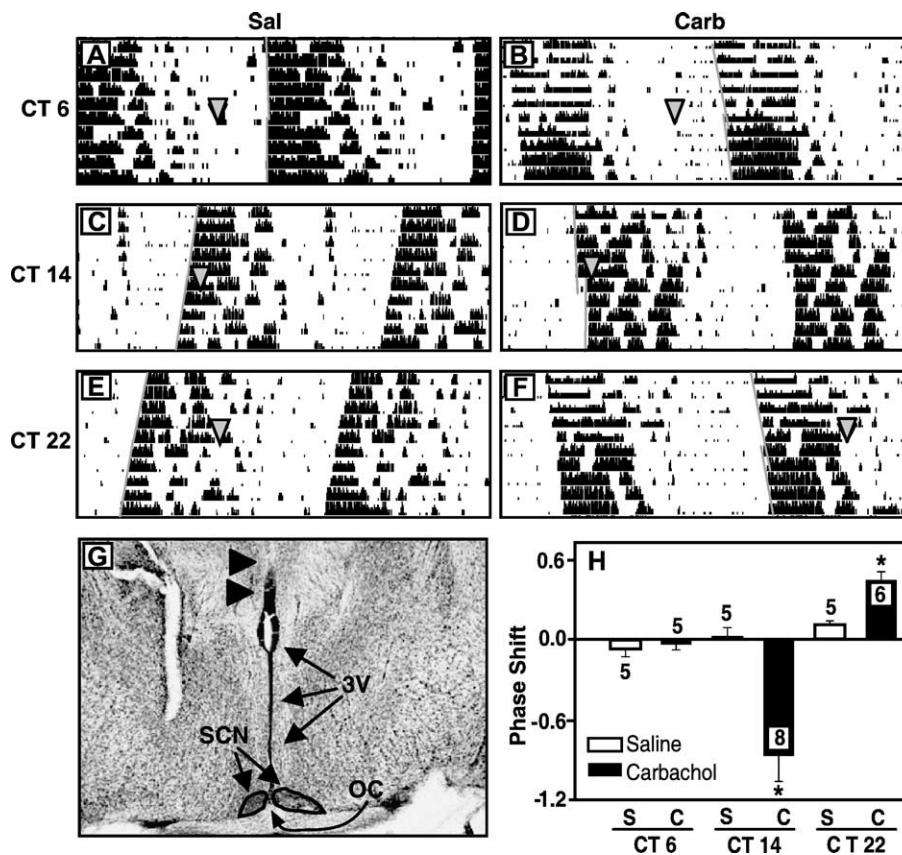 Sal
Carb
A
B
CT 6
C
D
CT 14
E
F
CT 22
G
3V
SCN
OC
H
Phase Shift
0.6
0.0
-0.6
-1.2
5
5
5
8
5
6
*
*
Saline
Carbachol
S C S C S C
CT 6 CT 14 C T 22